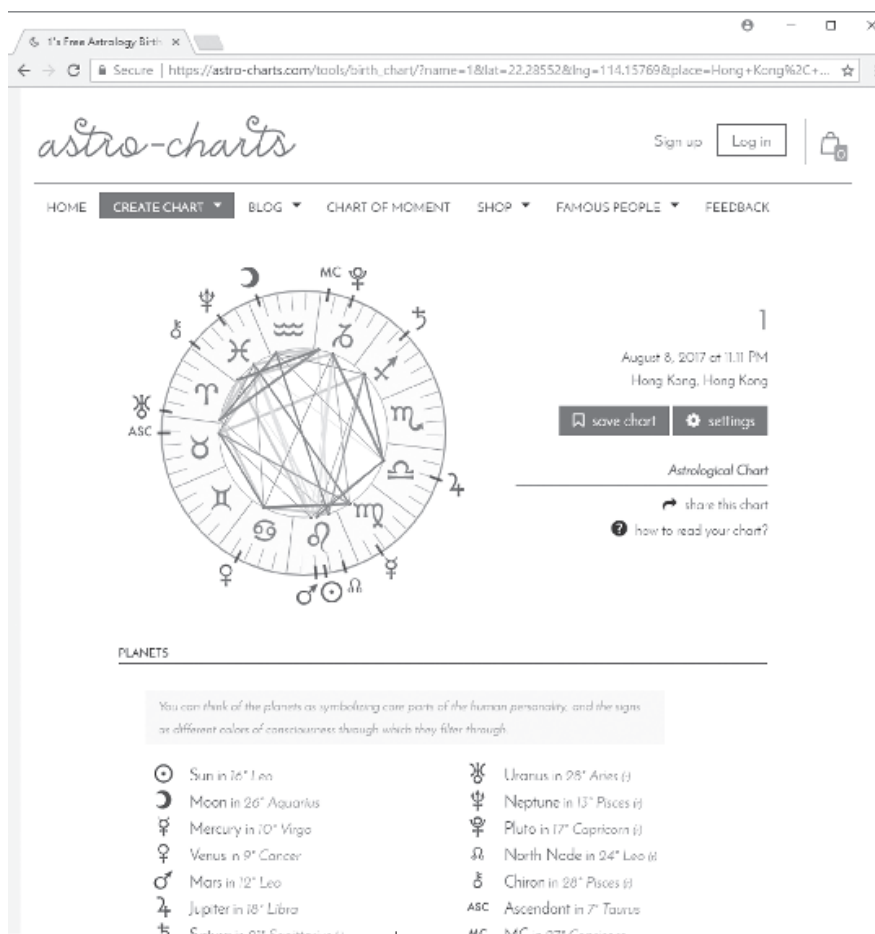 1's Free Astrology Birth
Secure | https://astro-charts.com/tools/birth_chart/?name=1&lat=22.28552&lng=114.15769&place=Hong+Kong%2C+...
astro-charts
Sign up
Log in
0
HOME
CREATE CHART
BLOG
CHART OF MOMENT
SHOP
FAMOUS PEOPLE
FEEDBACK
MC
ASC
1
August 8, 2017 at 11.11 PM
Hong Kong, Hong Kong
save chart
settings
Astrological Chart
share this chart
how to read your chart?
PLANETS
You can think of the planets as symbolizing core parts of the human personality, and the signs
as different colors of consciousness through which they filter through.
Sun in 16° Leo
Moon in 26° Aquarius
Mercury in 10° Virgo
Venus in 9° Cancer
Mars in 12° Leo
Jupiter in 18° Libra
Uranus in 28° Aries (r)
Neptune in 13° Pisces (r)
Pluto in 17° Capricorn (r)
North Node in 24° Leo (r)
Chiron in 28° Pisces (r)
ASC Ascendant in 7° Taurus